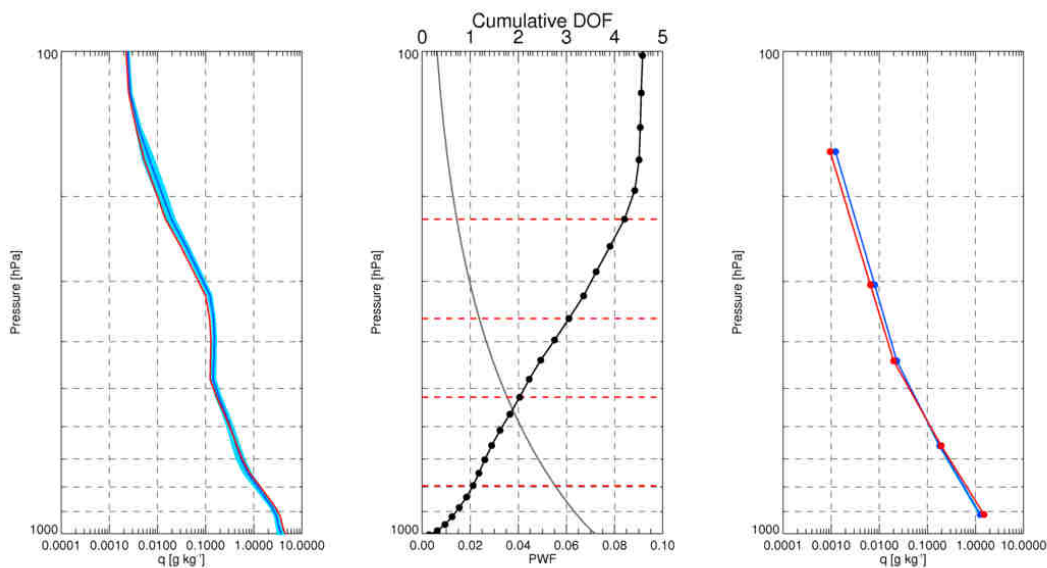 Cumulative DOF
0 1 2 3 4 5
100
100
Pressure [hPa]
Pressure [hPa]
Pressure [hPa]
1000
1000
1000
0.0001 0.0010 0.0100 0.1000 1.0000 10.0000
0.00 0.02 0.04 0.06 0.08 0.10
0.0001 0.0010 0.0100 0.1000 1.0000 10.0000
q [g kg⁻¹]
PWF
q [g kg⁻¹]